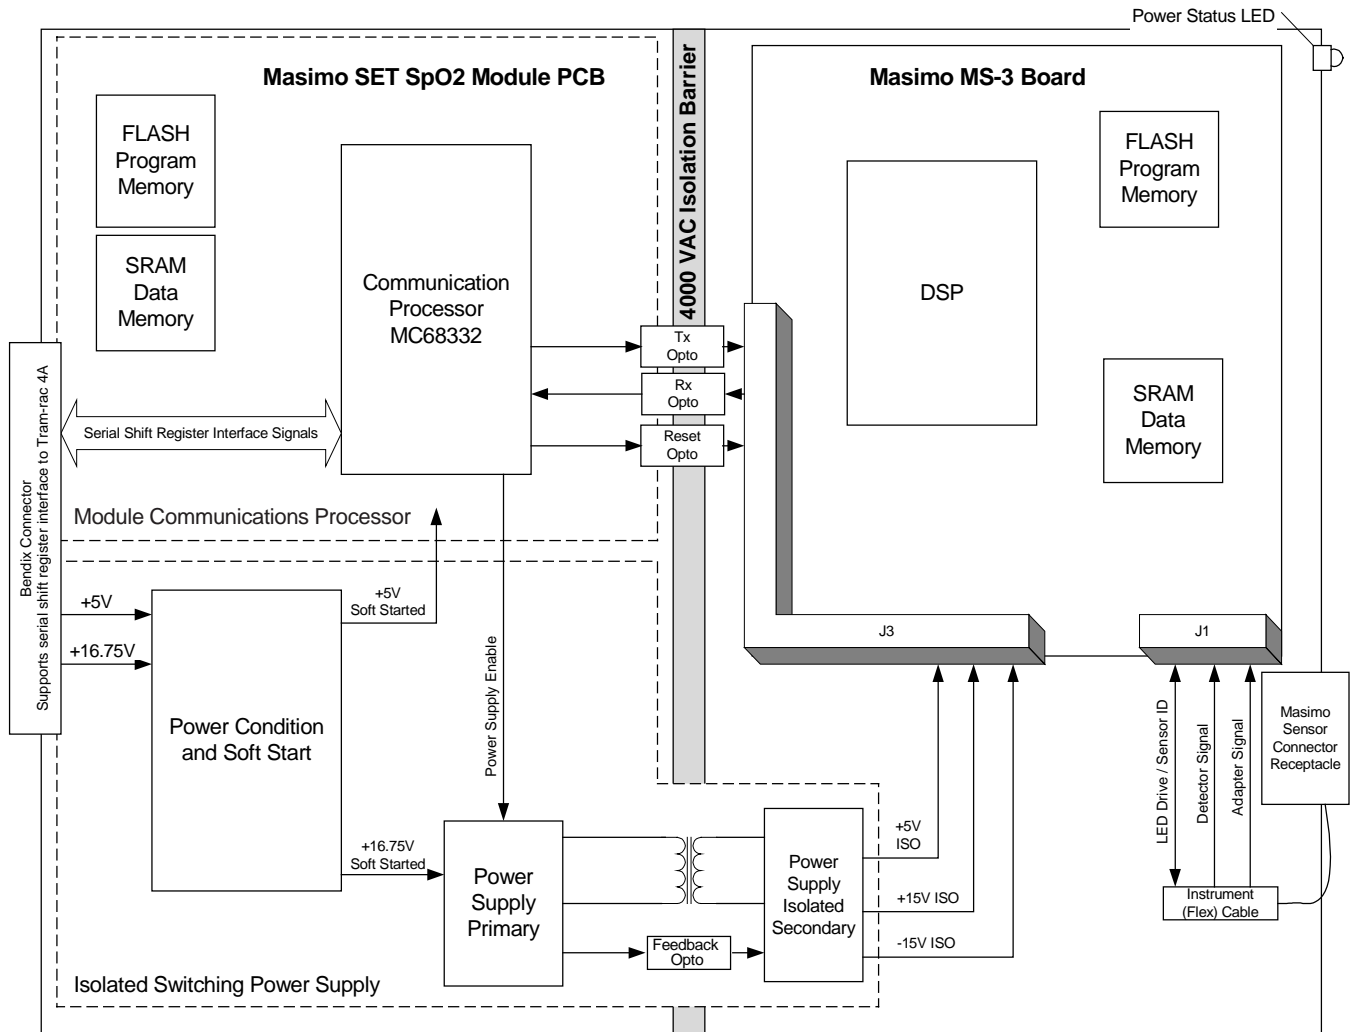 Power Status LED
Masimo SET SpO2 Module PCB
4000 VAC Isolation Barrier
Masimo MS-3 Board
FLASH
Program
Memory
SRAM
Data
Memory
Communication
Processor
MC68332
Tx
Opto
Rx
Opto
Reset
Opto
DSP
FLASH
Program
Memory
SRAM
Data
Memory
Bendix Connector
Supports serial shift register interface to Tram-rac 4A
Serial Shift Register Interface Signals
Module Communications Processor
+5V
+16.75V
Power Condition
and Soft Start
+5V
Soft Started
+16.75V
Soft Started
Power Supply Enable
Power
Supply
Primary
Feedback
Opto
Power
Supply
Isolated
Secondary
+5V
ISO
+15V ISO
-15V ISO
J3
J1
LED Drive / Sensor ID
Detector Signal
Adapter Signal
Masimo
Sensor
Connector
Receptacle
Instrument
(Flex) Cable
Isolated Switching Power Supply